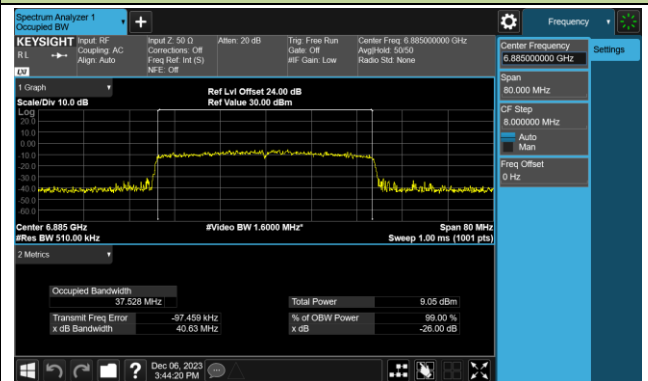 Spectrum Analyzer 1
Occupied BW
+
Frequency
KEYSIGHT
RL
Input: RF
Coupling: AC
Align: Auto
Input Z: 50 Ω
Corrections: Off
Freq Ref: Int (S)
NFE: Off
Atten: 20 dB
Trig: Free Run
Gate: Off
#IF Gain: Low
Center Freq: 6.885000000 GHz
Avg|Hold: 50/50
Radio Std: None
LXI
1 Graph
Scale/Div 10.0 dB
Ref Lvl Offset 24.00 dB
Ref Value 30.00 dBm
Log
20.0
10.0
0.00
-10.0
-20.0
-30.0
-40.0
-50.0
-60.0
Center 6.885 GHz
#Res BW 510.00 kHz
#Video BW 1.6000 MHz*
Span 80 MHz
Sweep 1.00 ms (1001 pts)
2 Metrics
Occupied Bandwidth
37.528 MHz
Total Power 9.05 dBm
Transmit Freq Error -97.459 kHz
% of OBW Power 99.00 %
x dB Bandwidth 40.63 MHz
x dB -26.00 dB
Center Frequency
6.885000000 GHz
Settings
Span
80.000 MHz
CF Step
8.000000 MHz
Auto
Man
Freq Offset
0 Hz
?
Dec 06, 2023
3:44:20 PM